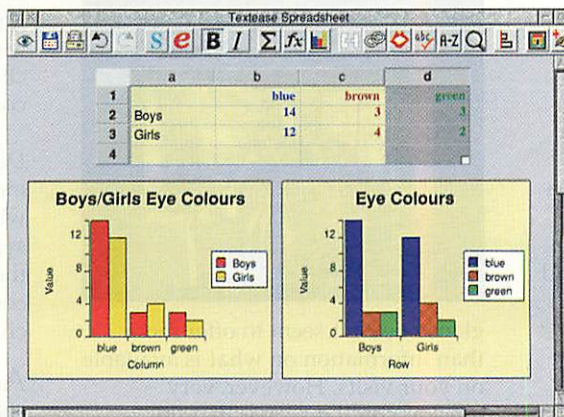 Textease Spreadsheet
S e B I Σ fx abc A-Z
a b c d
1 blue brown green
2 Boys 14 3 3
3 Girls 12 4 2
4
Boys/Girls Eye Colours
12
8
4
0
Value
blue brown green
Column
Boys
Girls
Eye Colours
12
8
4
0
Value
Boys Girls
Row
blue
brown
green